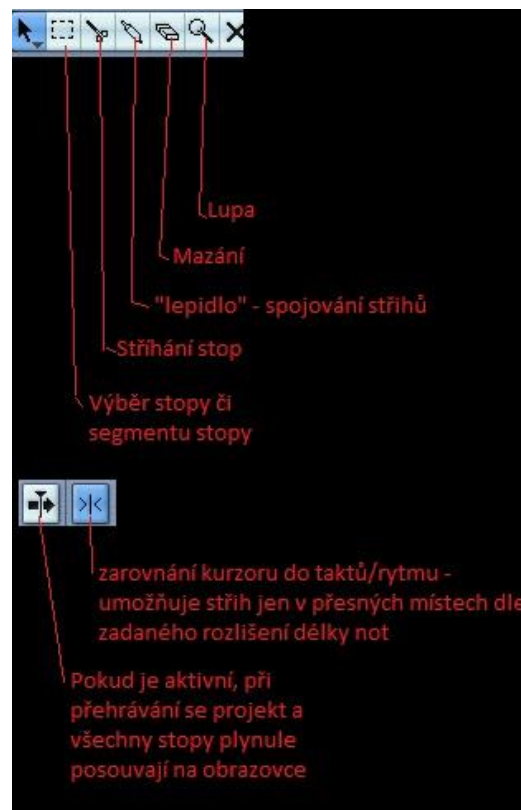 Lupa
Mazání
"lepidlo" - spojování střihů
Stříhání stop
Výběr stopy či
segmentu stopy
zarovnání kurzoru do taktů/rytmu -
umožňuje střih jen v přesných místech dle
zadaného rozlišení délky not
Pokud je aktivní, při
přehrávání se projekt a
všechny stopy plynule
posouvají na obrazovce